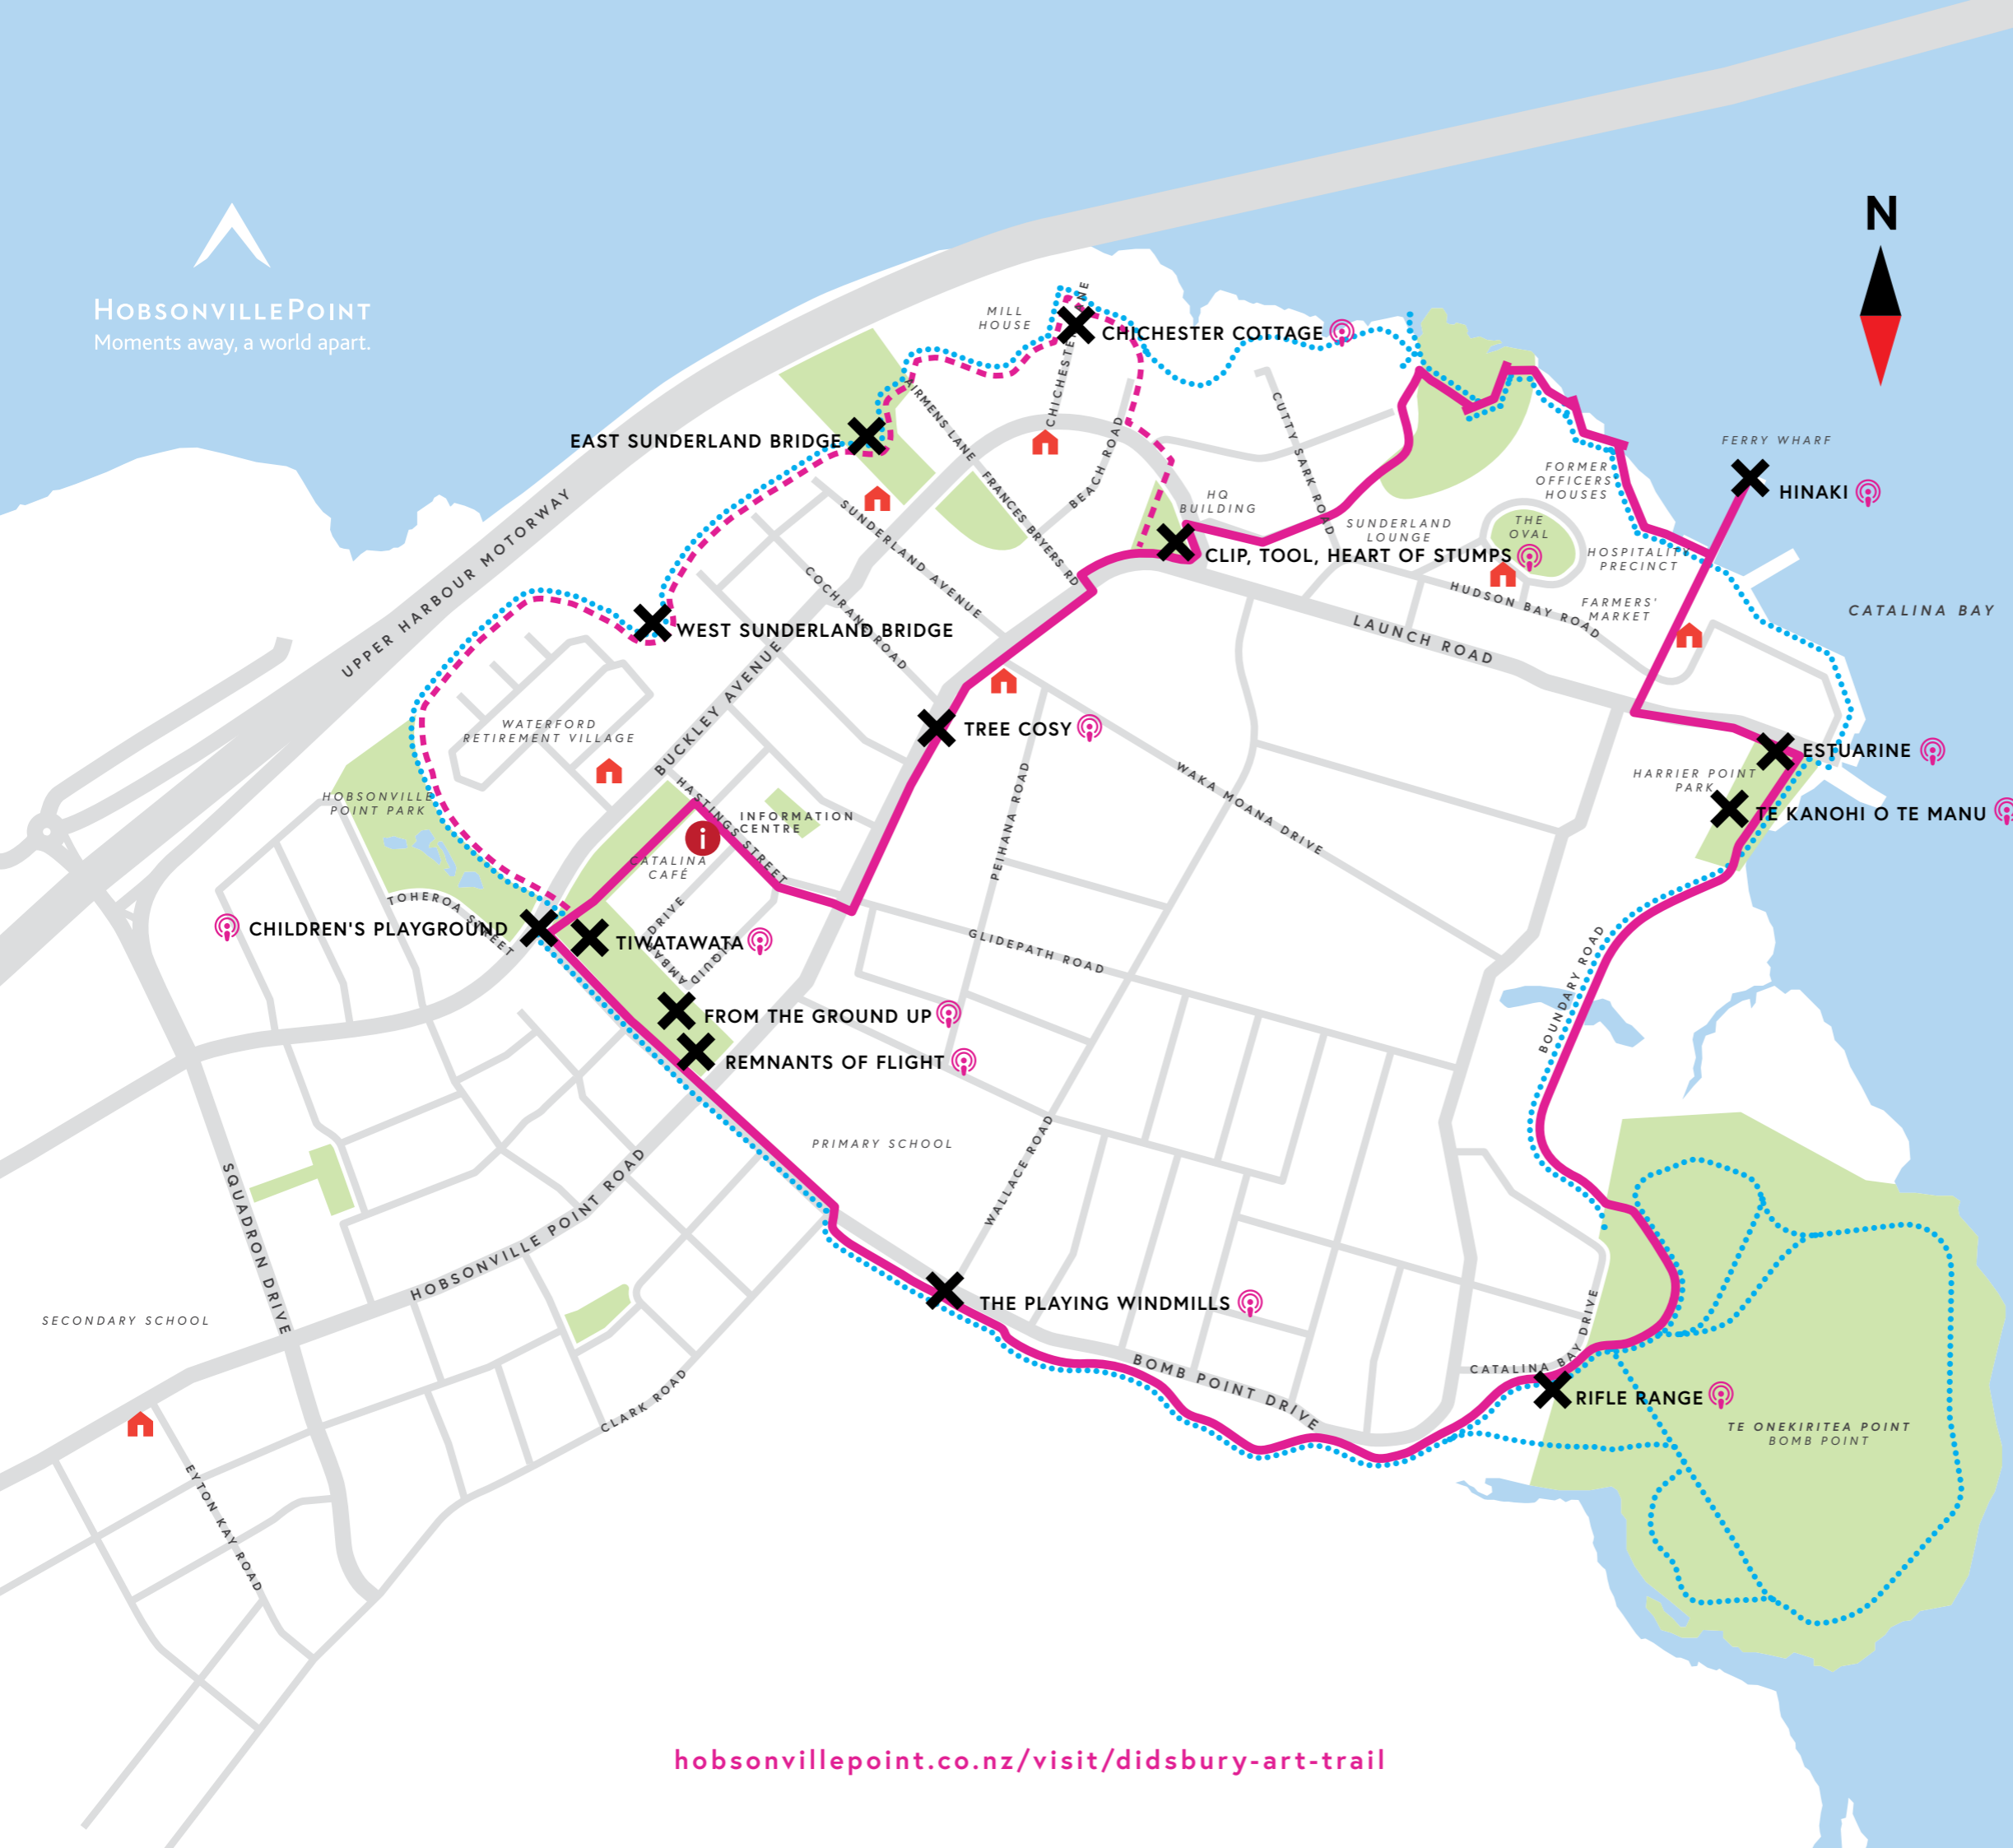 N
HOBSONVILLEPOINT
Moments away, a world apart.
MILL
HOUSE
CHICHESTER COTTAGE
EAST SUNDERLAND BRIDGE
AIRMENS LANE
BEACH ROAD
CUTTY SARK ROAD
FERRY WHARF
HINAKI
FORMER
OFFICERS
HOUSES
HQ
BUILDING
SUNDERLAND
LOUNGE
THE
OVAL
HOSPITALITY
PRECINCT
CLIP, TOOL, HEART OF STUMPS
UPPER HARBOUR MOTORWAY
SUNDERLAND AVENUE
FRANCES BRYERS RD
COCHRANE ROAD
HUDSON BAY ROAD
FARMERS'
MARKET
CATALINA BAY
LAUNCH ROAD
WEST SUNDERLAND BRIDGE
BUCKLEY AVENUE
WATERFORD
RETIREMENT VILLAGE
TREE COSY
ESTUARINE
HARRIER POINT
PARK
TE KANOHI O TE MANU
HOBSONVILLE
POINT PARK
HASTINGS STREET
INFORMATION
CENTRE
i
CATALINA
CAFÉ
PEIHANA ROAD
WAKA MOANA DRIVE
TOHEROA STREET
CHILDREN'S PLAYGROUND
TIWATAWATA
LIQUID
AMBAR DRIVE
GLIDEPATH ROAD
BOUNDARY ROAD
FROM THE GROUND UP
REMNANTS OF FLIGHT
PRIMARY SCHOOL
WALLACE ROAD
SQUADRON DRIVE
HOBSONVILLE POINT ROAD
SECONDARY SCHOOL
THE PLAYING WINDMILLS
BOMB POINT DRIVE
CATALINA BAY DRIVE
RIFLE RANGE
TE ONEKIRITEA POINT
BOMB POINT
CLARK ROAD
EYTON KAY ROAD
hobsonvillepoint.co.nz/visit/didsbury-art-trail